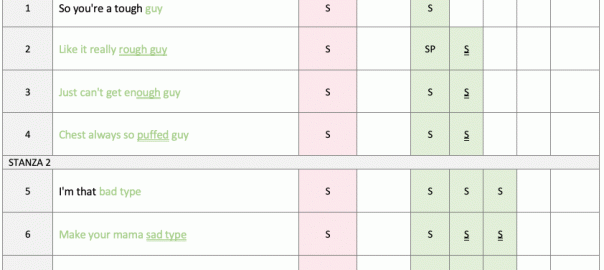 1 So you're a tough guy S S
2 Like it really rough guy S SP S
3 Just can't get enough guy S S S
4 Chest always so puffed guy S S S
STANZA 2
5 I'm that bad type S S S S
6 Make your mama sad type S S S S